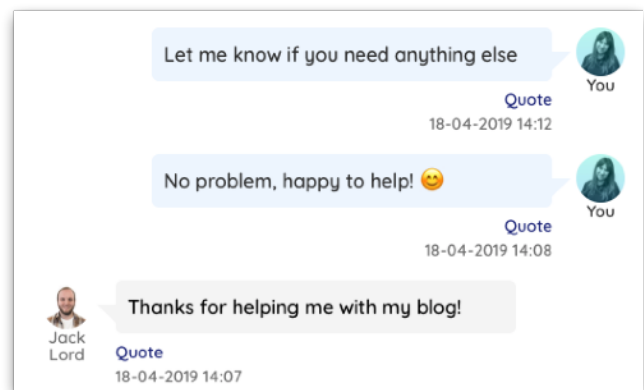 Let me know if you need anything else
You
Quote
18-04-2019 14:12
No problem, happy to help! 😊
You
Quote
18-04-2019 14:08
Thanks for helping me with my blog!
Jack
Lord
Quote
18-04-2019 14:07